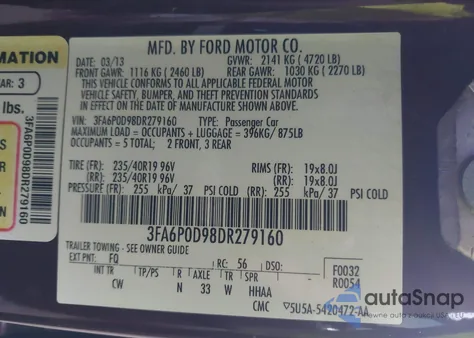 RMATION
AR: 3
lbs.
3FA6P0D98DR279160
MFD. BY FORD MOTOR CO.
DATE: 03/13 GVWR: 2141 KG (4720 LB)
FRONT GAWR: 1116 KG (2460 LB) REAR GAWR: 1030 KG (2270 LB)
THIS VEHICLE CONFORMS TO ALL APPLICABLE FEDERAL MOTOR
VEHICLE SAFETY, BUMPER, AND THEFT PREVENTION STANDARDS
IN EFFECT ON THE DATE OF MANUFACTURE SHOWN ABOVE.
VIN: 3FA6P0D98DR279160 TYPE: Passenger Car
MAXIMUM LOAD = OCCUPANTS + LUGGAGE = 396KG/875LB
OCCUPANTS = 5 TOTAL; 2 FRONT, 3 REAR
TIRE (FR): 235/40R19 96V RIMS (FR): 19x8.0J
(RR): 235/40R19 96V (RR): 19x8.0J
PRESSURE (FR): 255 kPa/ 37 PSI COLD (RR): 255 kPa/ 37 PSI COLD
3FA6P0D98DR279160
TRAILER TOWING - SEE OWNER GUIDE
EXT PNT: FQ RC: 56 DSO: F0032
INT TR TP/PS R AXLE TR SPR R0054
CW N 33 W HHAA
CMC 5U5A-5420472-AA
autoSnap